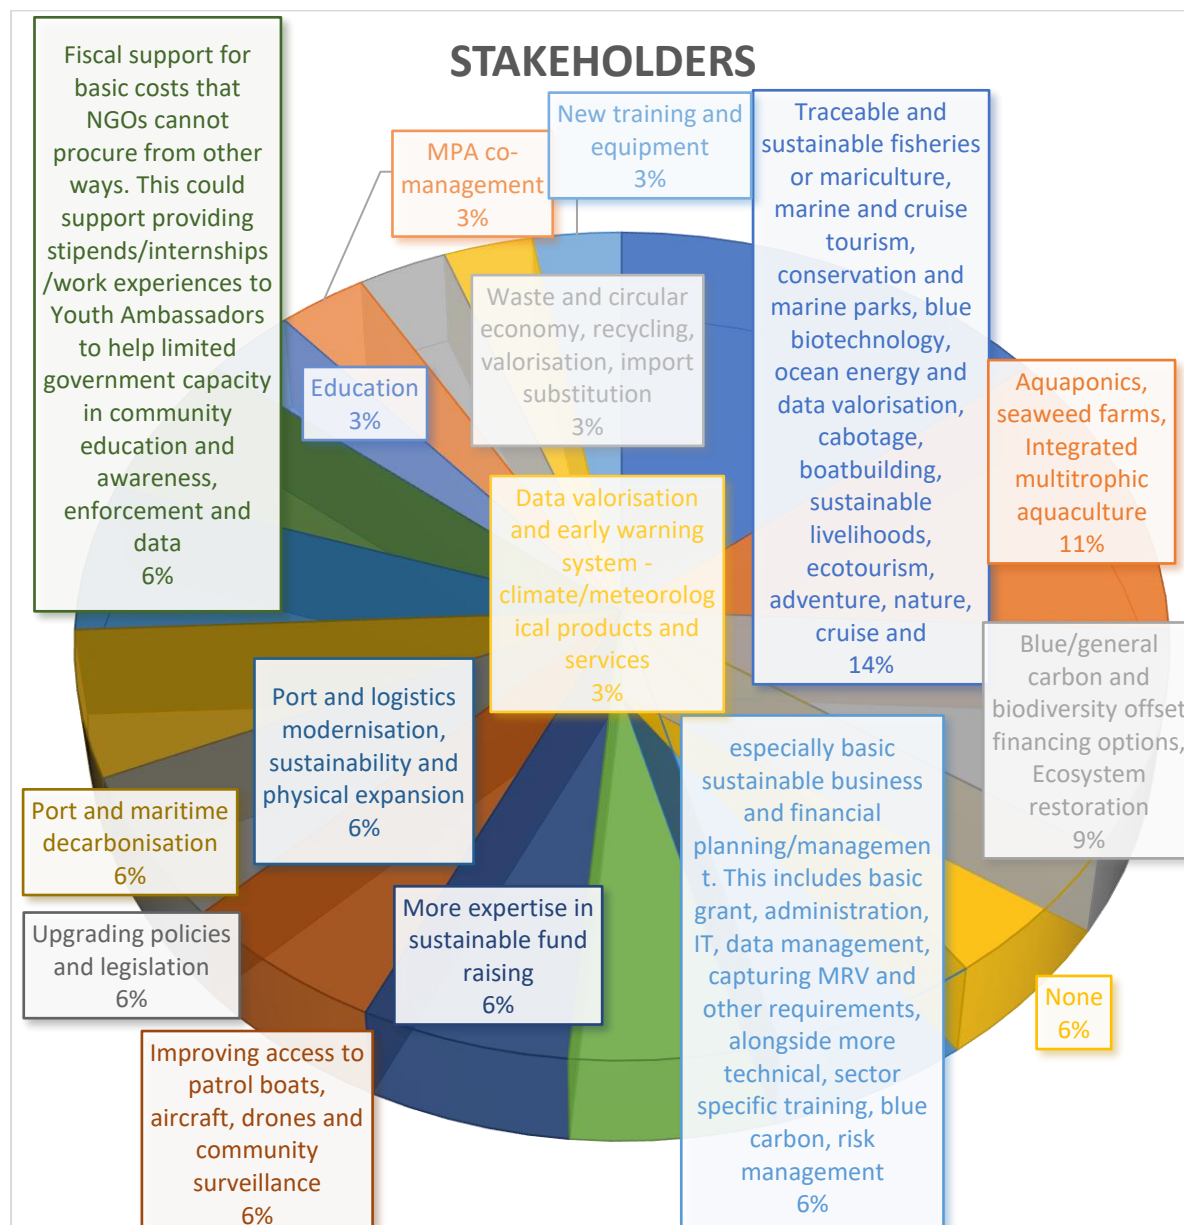 STAKEHOLDERS
Fiscal support for
basic costs that
NGOs cannot
procure from other
ways. This could
support providing
stipends/internships
/work experiences to
Youth Ambassadors
to help limited
government capacity
in community
education and
awareness,
enforcement and
data
6%
MPA co-
management
3%
New training and
equipment
3%
Traceable and
sustainable fisheries
or mariculture,
marine and cruise
tourism,
conservation and
marine parks, blue
biotechnology,
ocean energy and
data valorisation,
cabotage,
boatbuilding,
sustainable
livelihoods,
ecotourism,
adventure, nature,
cruise and
14%
Waste and circular
economy, recycling,
valorisation, import
substitution
3%
Education
3%
Aquaponics,
seaweed farms,
Integrated
multitrophic
aquaculture
11%
Data valorisation
and early warning
system -
climate/meteorolog
ical products and
services
3%
Blue/general
carbon and
biodiversity offset
financing options,
Ecosystem
restoration
9%
Port and logistics
modernisation,
sustainability and
physical expansion
6%
especially basic
sustainable business
and financial
planning/managemen
t. This includes basic
grant, administration,
IT, data management,
capturing MRV and
other requirements,
alongside more
technical, sector
specific training, blue
carbon, risk
management
6%
Port and maritime
decarbonisation
6%
More expertise in
sustainable fund
raising
6%
Upgrading policies
and legislation
6%
None
6%
Improving access to
patrol boats,
aircraft, drones and
community
surveillance
6%